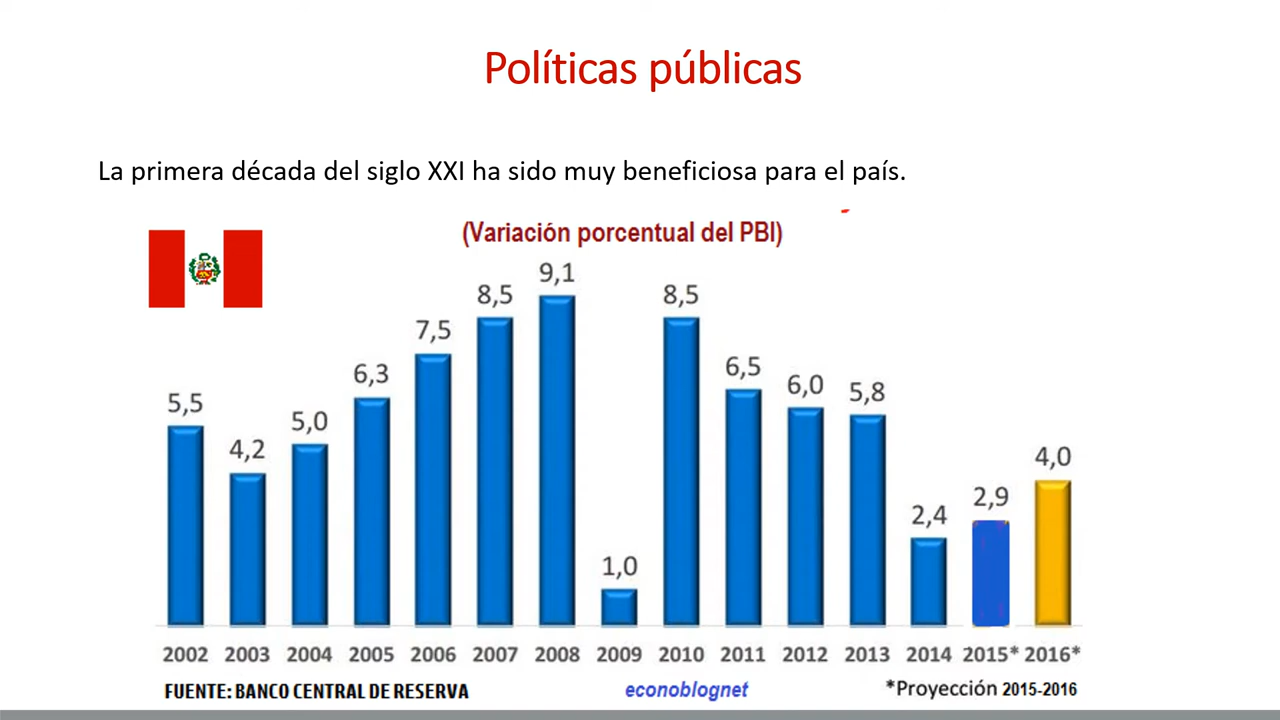 Políticas públicas
La primera década del siglo XXI ha sido muy beneficiosa para el país.
(Variación porcentual del PBI)
5,5 4,2 5,0 6,3 7,5 8,5 9,1 1,0 8,5 6,5 6,0 5,8 2,4 2,9 4,0
2002 2003 2004 2005 2006 2007 2008 2009 2010 2011 2012 2013 2014 2015* 2016*
FUENTE: BANCO CENTRAL DE RESERVA econoblognet *Proyección 2015-2016